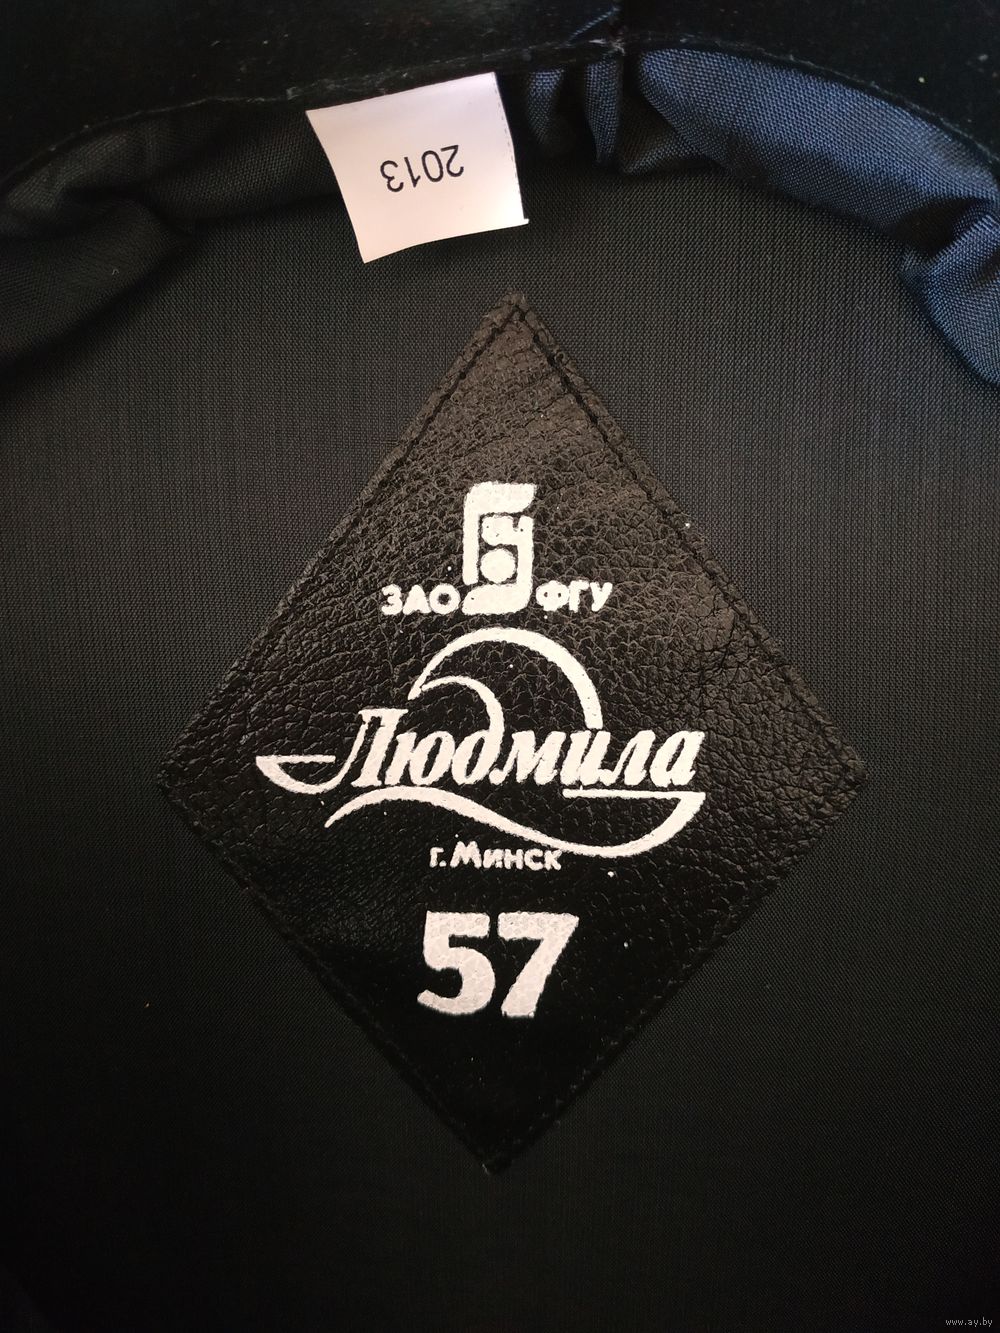 2013
ЗАО ФГУ
Людмила
г. Минск
57
www.ay.by